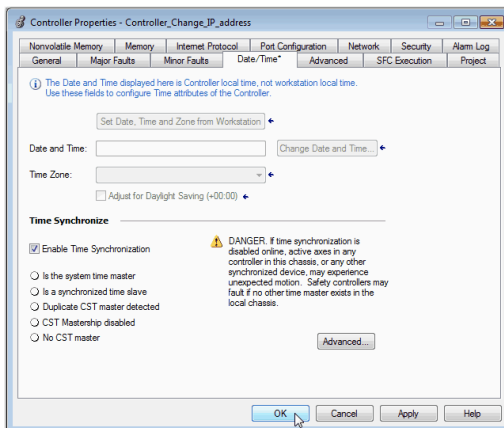 Controller Properties - Controller_Change_IP_address
Nonvolatile Memory Memory Internet Protocol Port Configuration Network Security Alarm Log
General Major Faults Minor Faults Date/Time* Advanced SFC Execution Project
The Date and Time displayed here is Controller local time, not workstation local time.
Use these fields to configure Time attributes of the Controller.
Set Date, Time and Zone from Workstation
Date and Time: Change Date and Time...
Time Zone:
Adjust for Daylight Saving (+00:00)
Time Synchronize
Enable Time Synchronization
Is the system time master
Is a synchronized time slave
Duplicate CST master detected
CST Mastership disabled
No CST master
DANGER. If time synchronization is
disabled online, active axes in any
controller in this chassis, or any other
synchronized device, may experience
unexpected motion. Safety controllers may
fault if no other time master exists in the
local chassis.
Advanced...
OK Cancel Apply Help